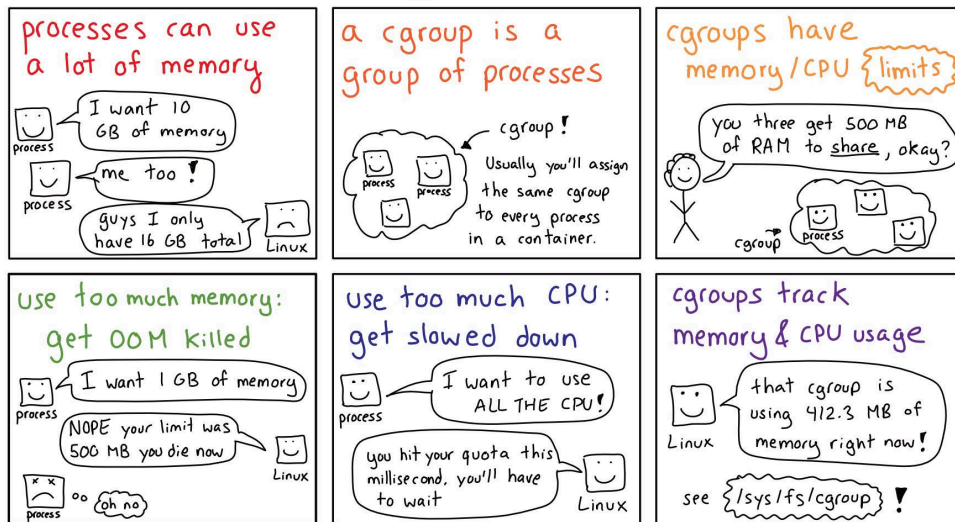 processes can use
a lot of memory
I want 10
GB of memory
process
me too!
process
guys I only
have 16 GB total
Linux
a cgroup is a
group of processes
cgroup!
process
process
Usually you'll assign
the same cgroup
to every process
in a container.
cgroups have
memory/CPU limits
you three get 500 MB
of RAM to share, okay?
process
cgroup
use too much memory:
get OOM killed
I want 1 GB of memory
process
NOPE your limit was
500 MB you die now
Linux
oh no
process
use too much CPU:
get slowed down
I want to use
ALL THE CPU!
process
you hit your quota this
millisecond, you'll have
to wait
Linux
cgroups track
memory & CPU usage
that cgroup is
using 412.3 MB of
memory right now!
Linux
see /sys/fs/cgroup !